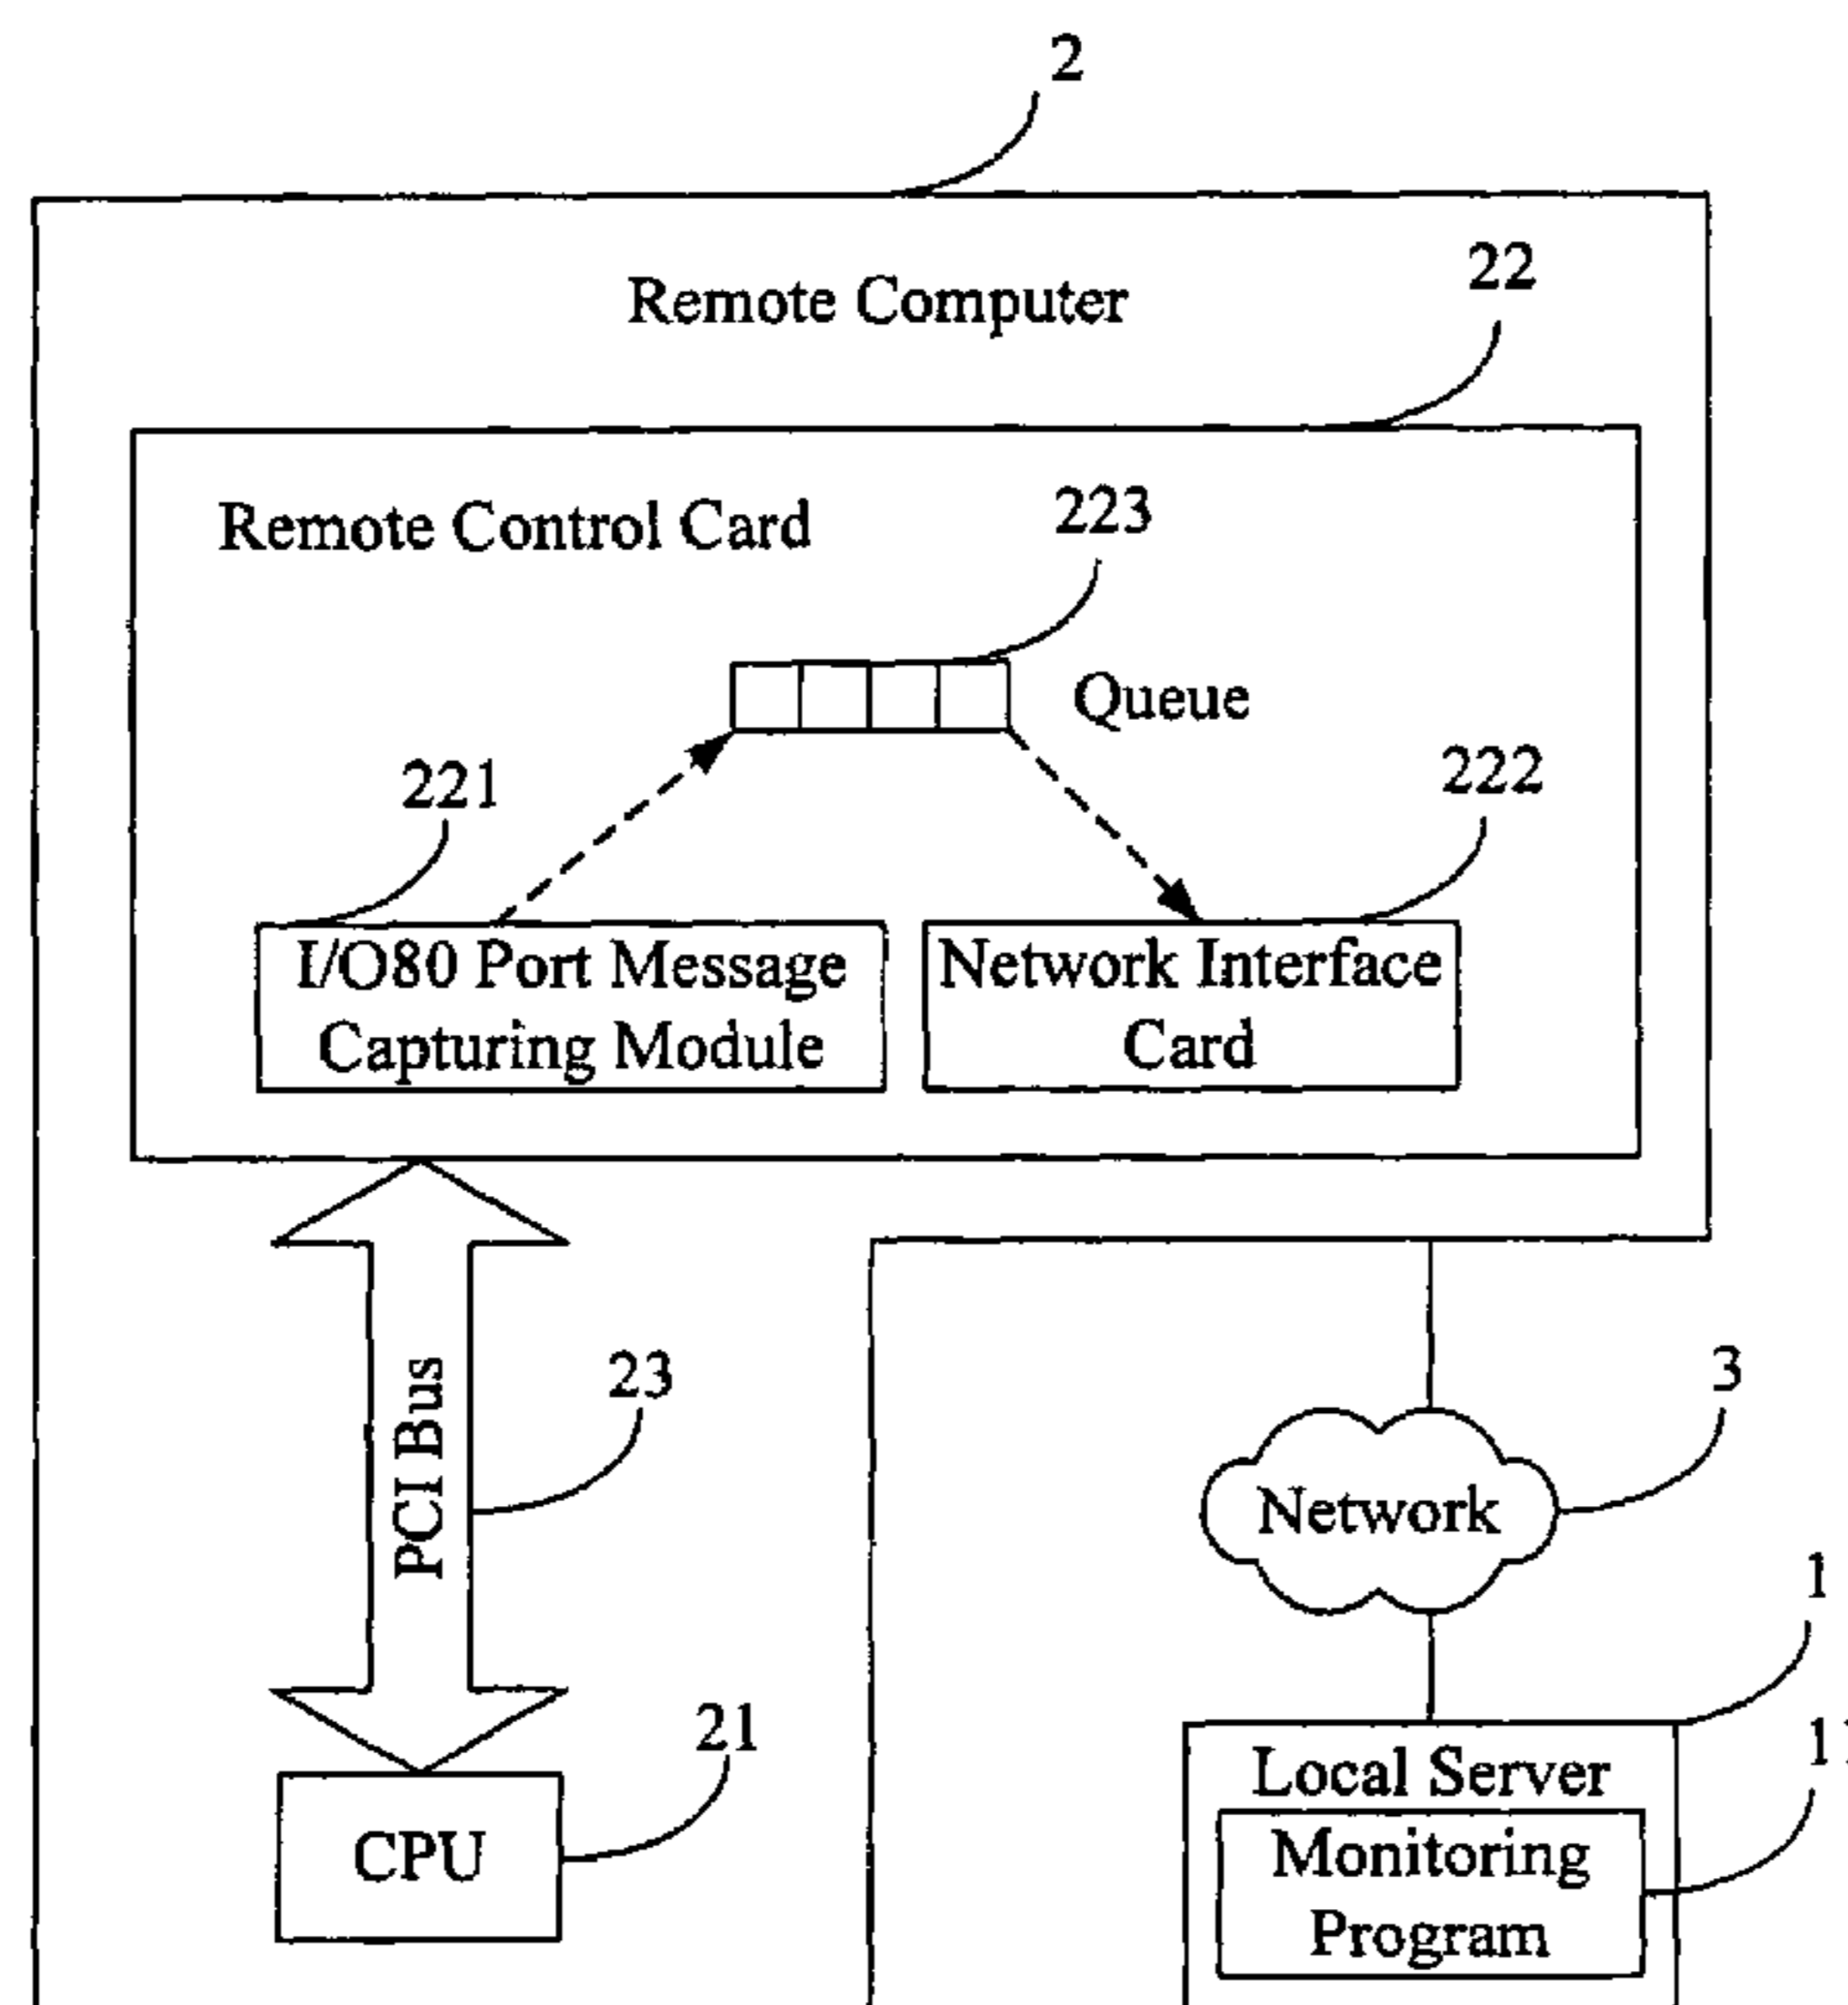 2
Remote Computer
22
Remote Control Card
223
Queue
221
222
I/O80 Port Message
Capturing Module
Network Interface
Card
PCI Bus
23
3
Network
1
21
CPU
Local Server
11
Monitoring
Program